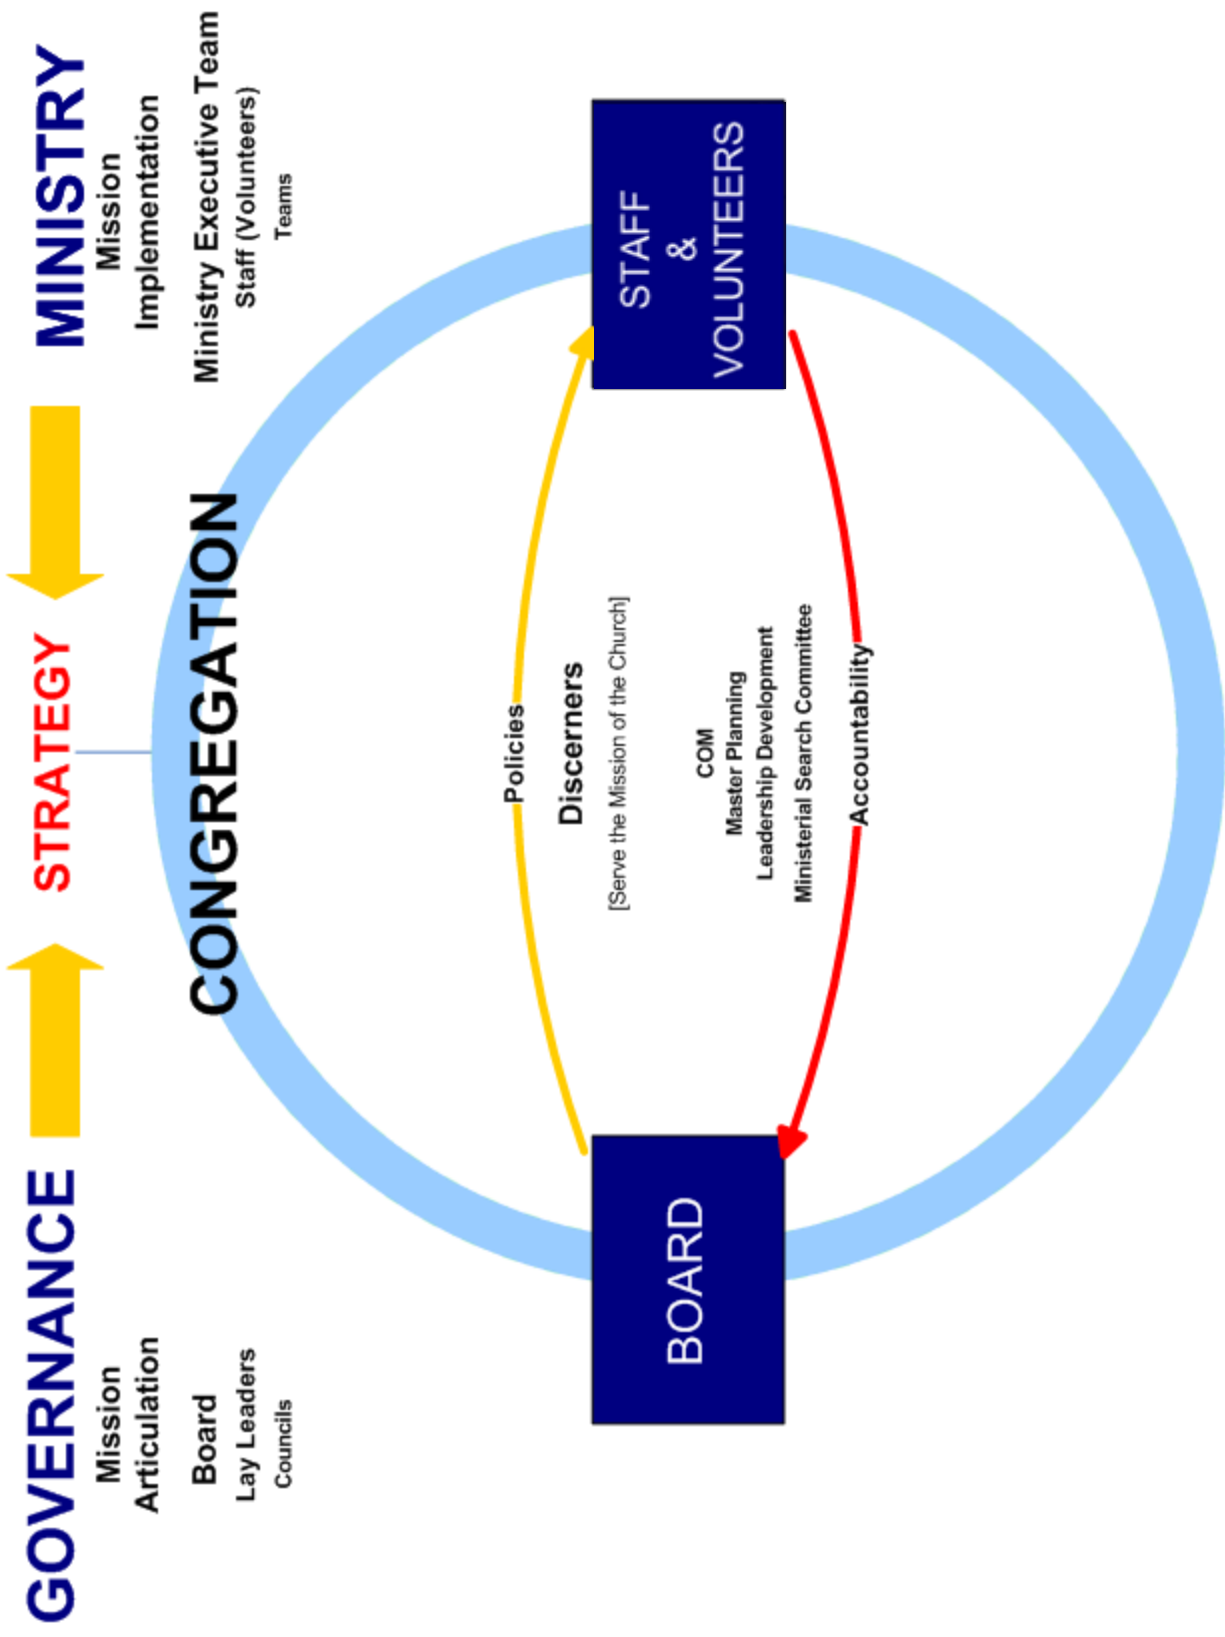 GOVERNANCE
STRATEGY
MINISTRY
Mission
Articulation
Board
Lay Leaders
Councils
Mission
Implementation
Ministry Executive Team
Staff (Volunteers)
Teams
CONGREGATION
Policies
Discerners
[Serve the Mission of the Church]
BOARD
STAFF
&
VOLUNTEERS
COM
Master Planning
Leadership Development
Ministerial Search Committee
Accountability